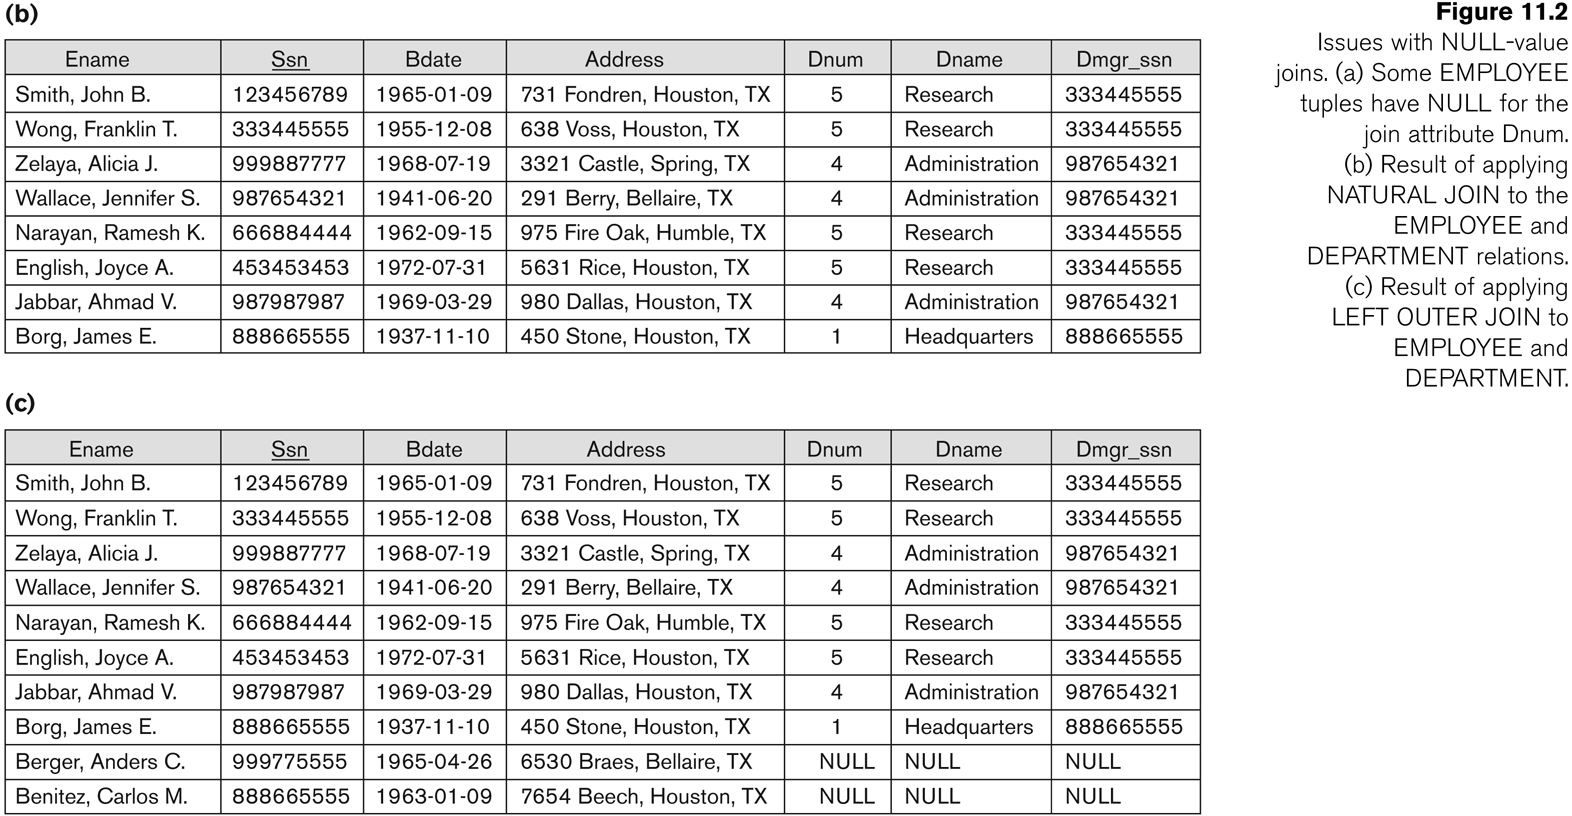 (b)
Ename Ssn Bdate Address Dnum Dname Dmgr_ssn
Smith, John B. 123456789 1965-01-09 731 Fondren, Houston, TX 5 Research 333445555
Wong, Franklin T. 333445555 1955-12-08 638 Voss, Houston, TX 5 Research 333445555
Zelaya, Alicia J. 999887777 1968-07-19 3321 Castle, Spring, TX 4 Administration 987654321
Wallace, Jennifer S. 987654321 1941-06-20 291 Berry, Bellaire, TX 4 Administration 987654321
Narayan, Ramesh K. 666884444 1962-09-15 975 Fire Oak, Humble, TX 5 Research 333445555
English, Joyce A. 453453453 1972-07-31 5631 Rice, Houston, TX 5 Research 333445555
Jabbar, Ahmad V. 987987987 1969-03-29 980 Dallas, Houston, TX 4 Administration 987654321
Borg, James E. 888665555 1937-11-10 450 Stone, Houston, TX 1 Headquarters 888665555
(c)
Ename Ssn Bdate Address Dnum Dname Dmgr_ssn
Smith, John B. 123456789 1965-01-09 731 Fondren, Houston, TX 5 Research 333445555
Wong, Franklin T. 333445555 1955-12-08 638 Voss, Houston, TX 5 Research 333445555
Zelaya, Alicia J. 999887777 1968-07-19 3321 Castle, Spring, TX 4 Administration 987654321
Wallace, Jennifer S. 987654321 1941-06-20 291 Berry, Bellaire, TX 4 Administration 987654321
Narayan, Ramesh K. 666884444 1962-09-15 975 Fire Oak, Humble, TX 5 Research 333445555
English, Joyce A. 453453453 1972-07-31 5631 Rice, Houston, TX 5 Research 333445555
Jabbar, Ahmad V. 987987987 1969-03-29 980 Dallas, Houston, TX 4 Administration 987654321
Borg, James E. 888665555 1937-11-10 450 Stone, Houston, TX 1 Headquarters 888665555
Berger, Anders C. 999775555 1965-04-26 6530 Braes, Bellaire, TX NULL NULL NULL
Benitez, Carlos M. 888665555 1963-01-09 7654 Beech, Houston, TX NULL NULL NULL
Figure 11.2
Issues with NULL-value
joins. (a) Some EMPLOYEE
tuples have NULL for the
join attribute Dnum.
(b) Result of applying
NATURAL JOIN to the
EMPLOYEE and
DEPARTMENT relations.
(c) Result of applying
LEFT OUTER JOIN to
EMPLOYEE and
DEPARTMENT.